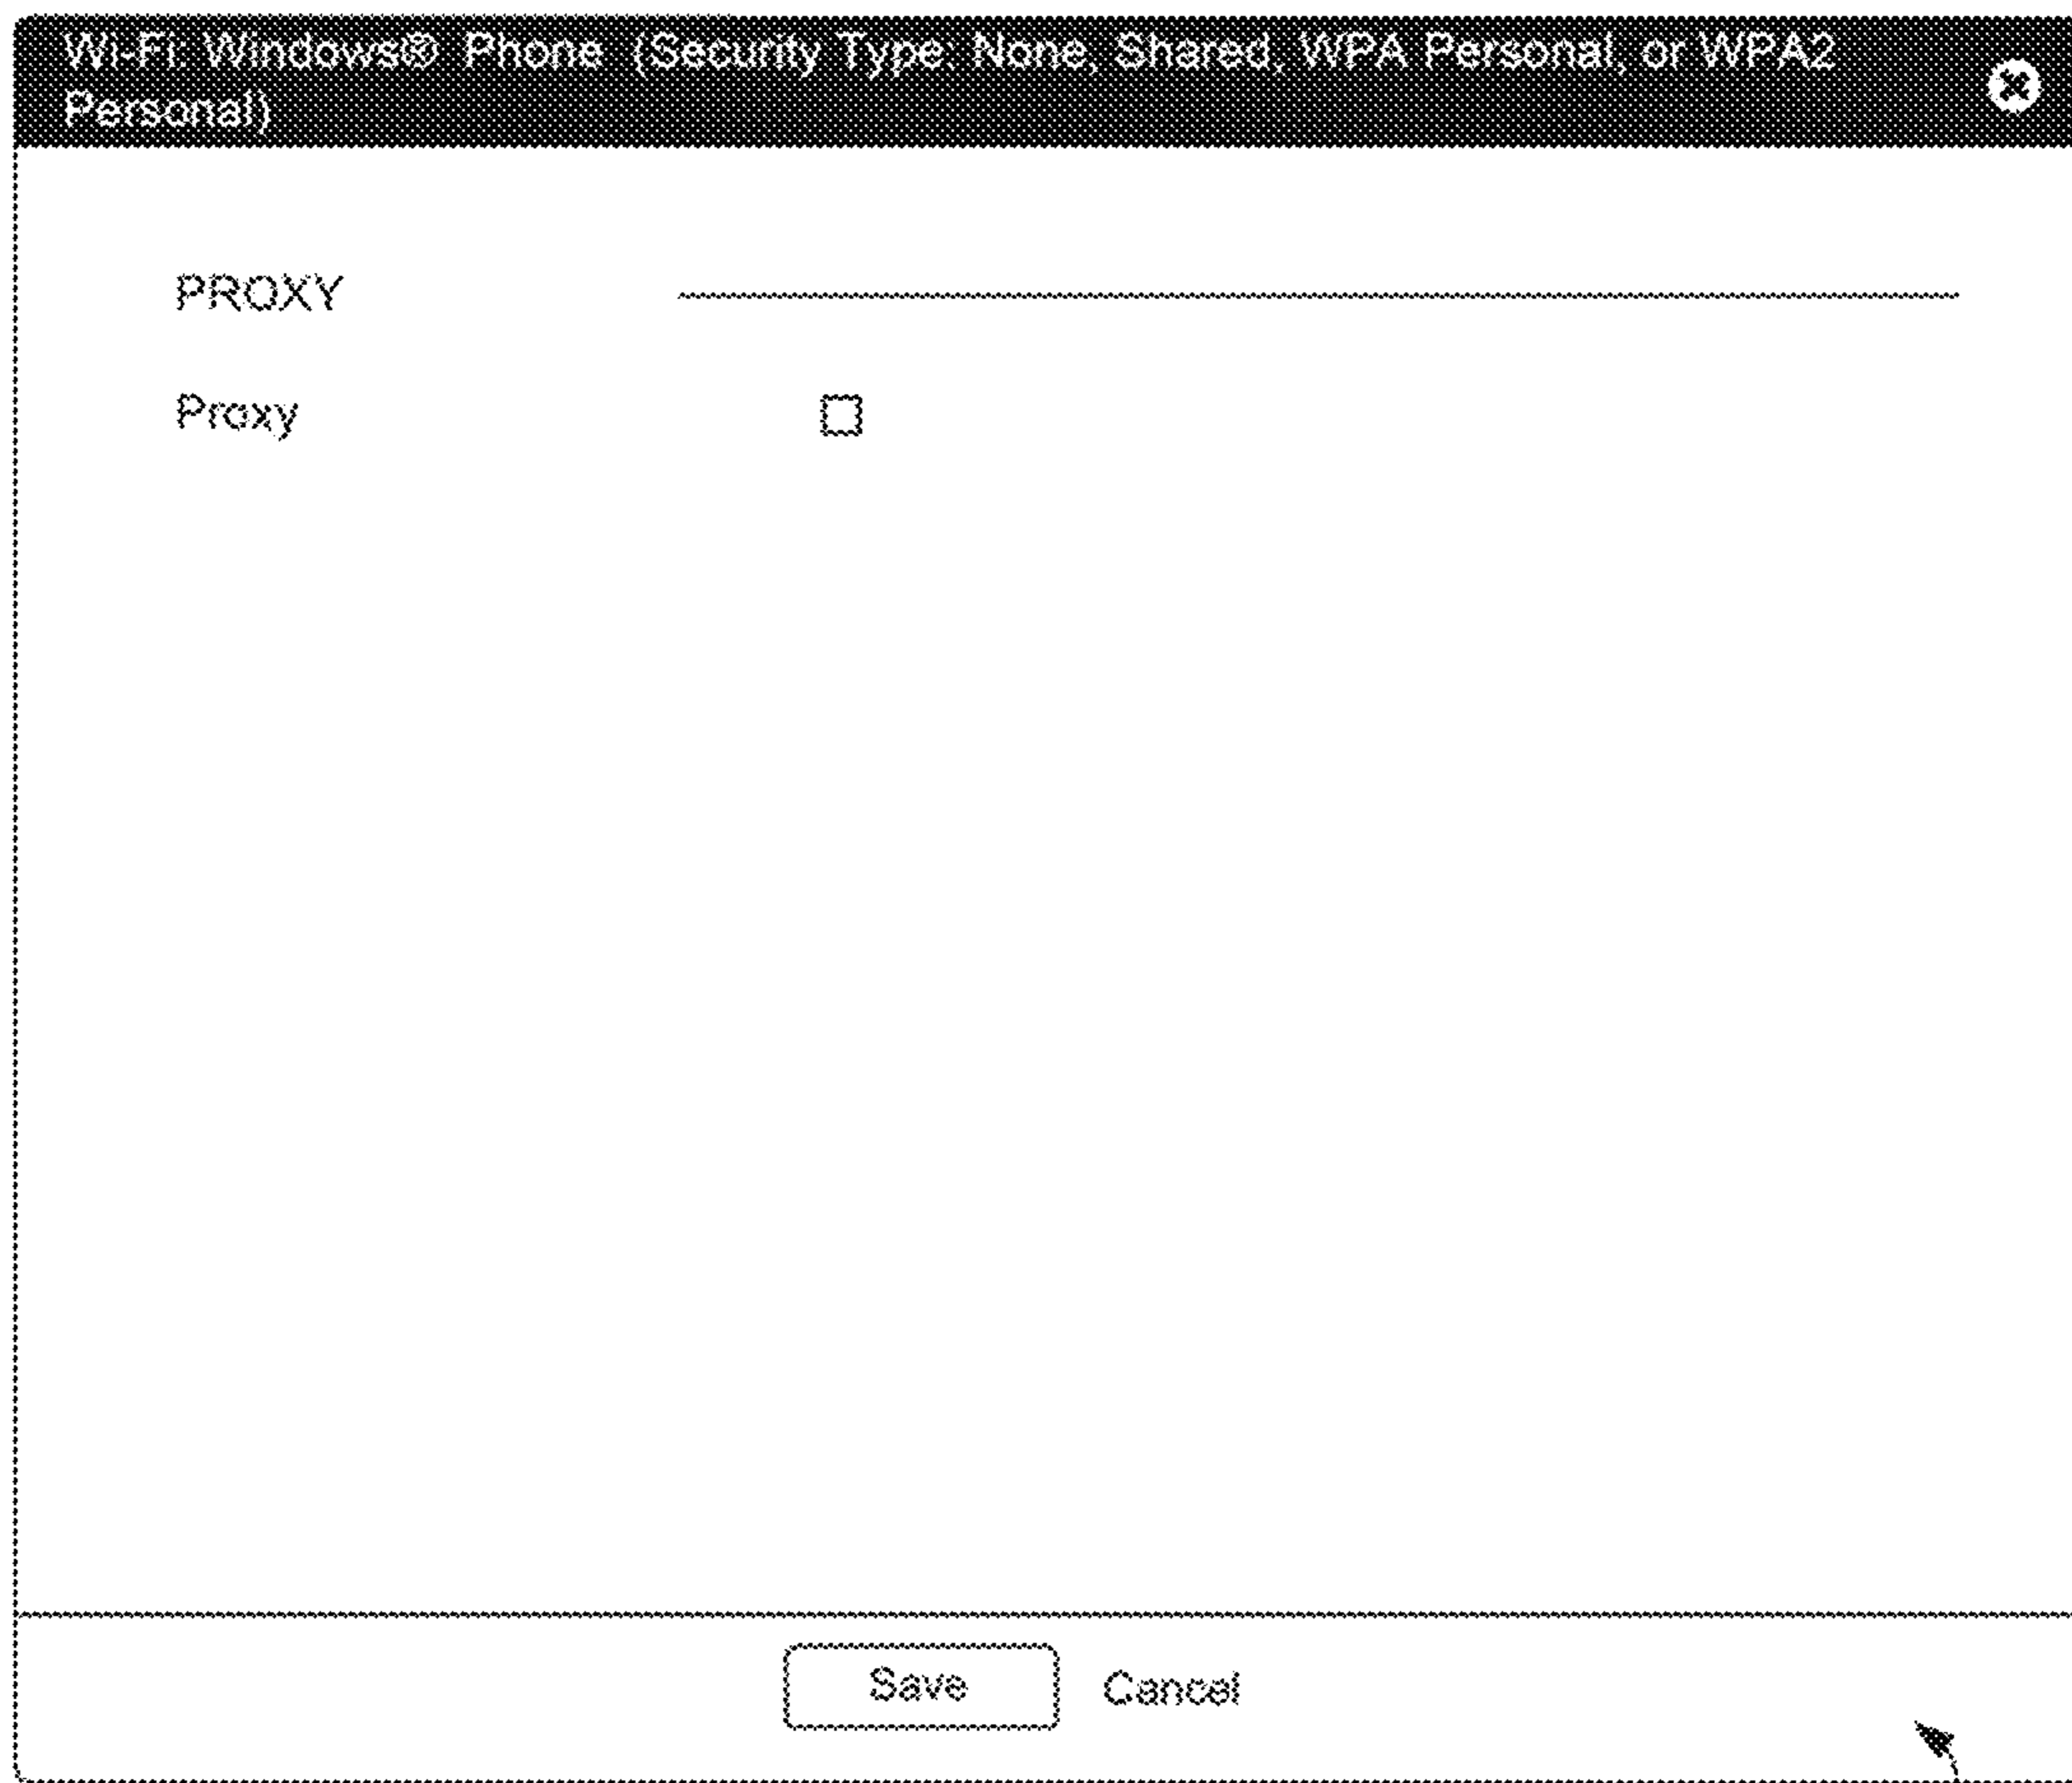 Wi-Fi: Windows® Phone (Security Type: None, Shared, WPA Personal, or WPA2
Personal)
PROXY
Proxy
Save Cancel